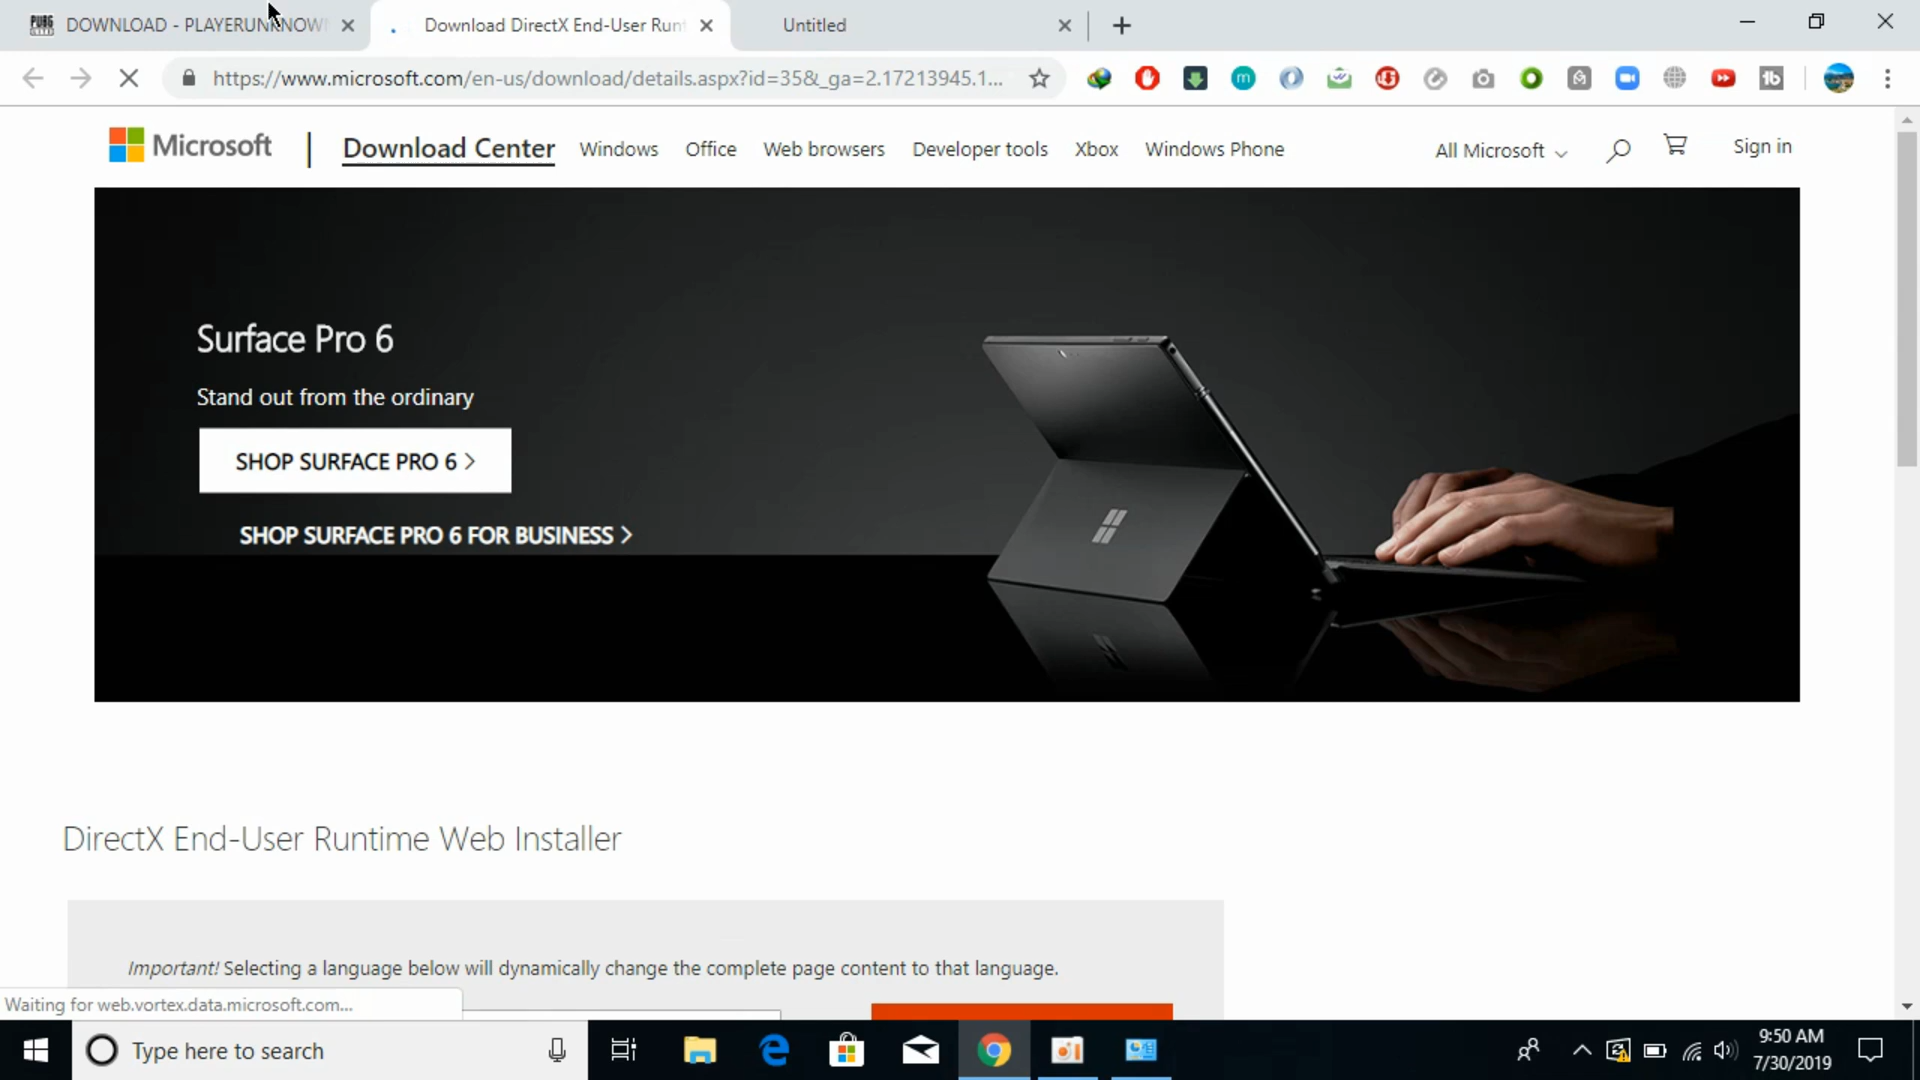 DOWNLOAD - PLAYERUNKNOWN
Download DirectX End-User Runt
Untitled
https://www.microsoft.com/en-us/download/details.aspx?id=35&_ga=2.17213945.1...
Microsoft
Download Center
Windows
Office
Web browsers
Developer tools
Xbox
Windows Phone
All Microsoft
Sign in
Surface Pro 6
Stand out from the ordinary
SHOP SURFACE PRO 6 >
SHOP SURFACE PRO 6 FOR BUSINESS >
DirectX End-User Runtime Web Installer
Important! Selecting a language below will dynamically change the complete page content to that language.
Waiting for web.vortex.data.microsoft.com...
Type here to search
9:50 AM
7/30/2019